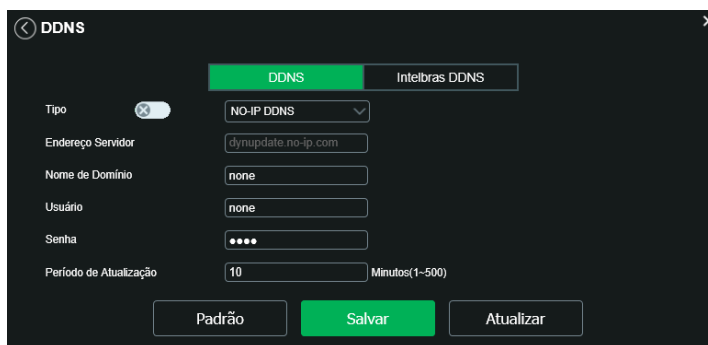 DDNS
DDNS Intelbras DDNS
Tipo NO-IP DDNS
Endereço Servidor dynupdate.no-ip.com
Nome de Domínio none
Usuário none
Senha ••••
Período de Atualização 10 Minutos(1~500)
Padrão Salvar Atualizar